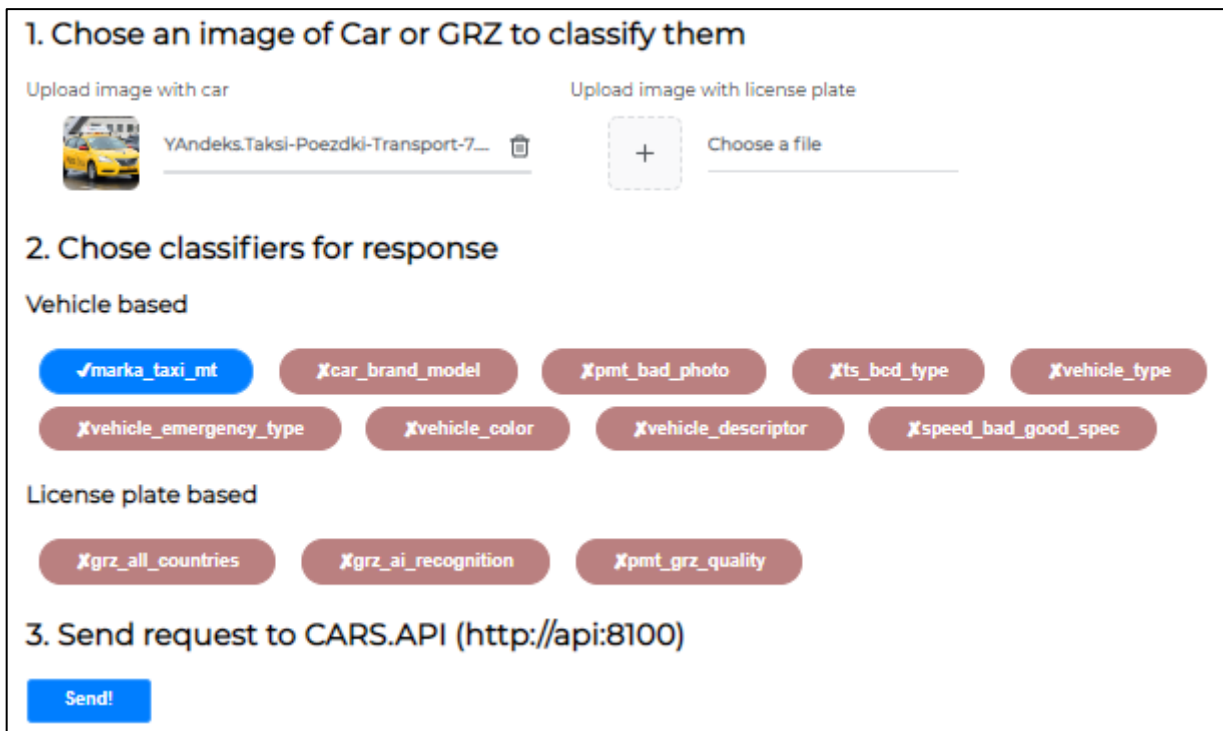 1. Chose an image of Car or GRZ to classify them
Upload image with car
Upload image with license plate
YAndeks.Taksi-Poezdki-Transport-7...
Choose a file
2. Chose classifiers for response
Vehicle based
✓marka_taxi_mt ✗car_brand_model ✗pmt_bad_photo ✗ts_bcd_type ✗vehicle_type
✗vehicle_emergency_type ✗vehicle_color ✗vehicle_descriptor ✗speed_bad_good_spec
License plate based
✗grz_all_countries ✗grz_ai_recognition ✗pmt_grz_quality
3. Send request to CARS.API (http://api:8100)
Send!